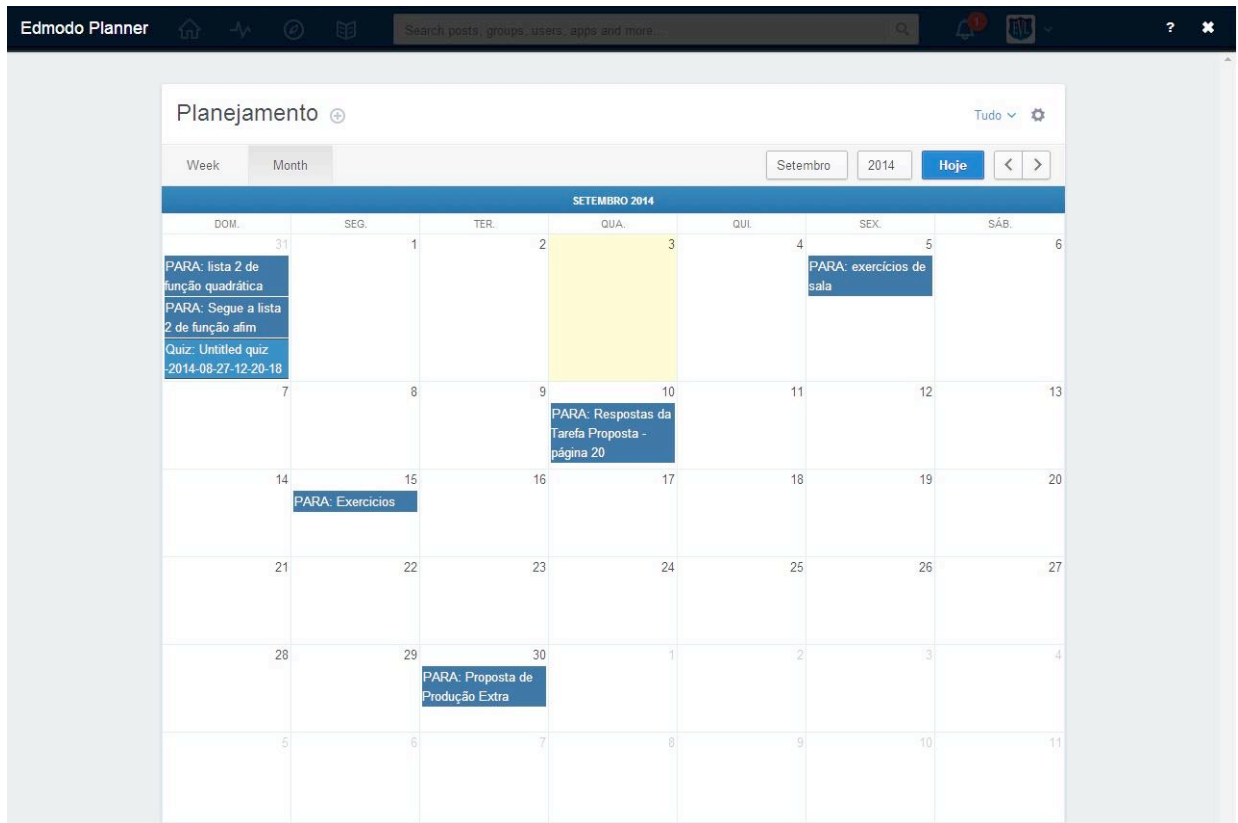 Edmodo Planner
Search posts, groups, users, apps and more...
1
?
Planejamento
Tudo
Week Month
Setembro 2014 Hoje
SETEMBRO 2014
DOM. SEG. TER. QUA. QUI. SEX. SÁB.
31 1 2 3 4 5 6
PARA: lista 2 de
função quadrática
PARA: Segue a lista
2 de função afim
Quiz: Untitled quiz
-2014-08-27-12-20-18
PARA: exercícios de
sala
7 8 9 10 11 12 13
PARA: Respostas da
Tarefa Proposta -
página 20
14 15 16 17 18 19 20
PARA: Exercicios
21 22 23 24 25 26 27
28 29 30 1 2 3 4
PARA: Proposta de
Produção Extra
5 6 7 8 9 10 11